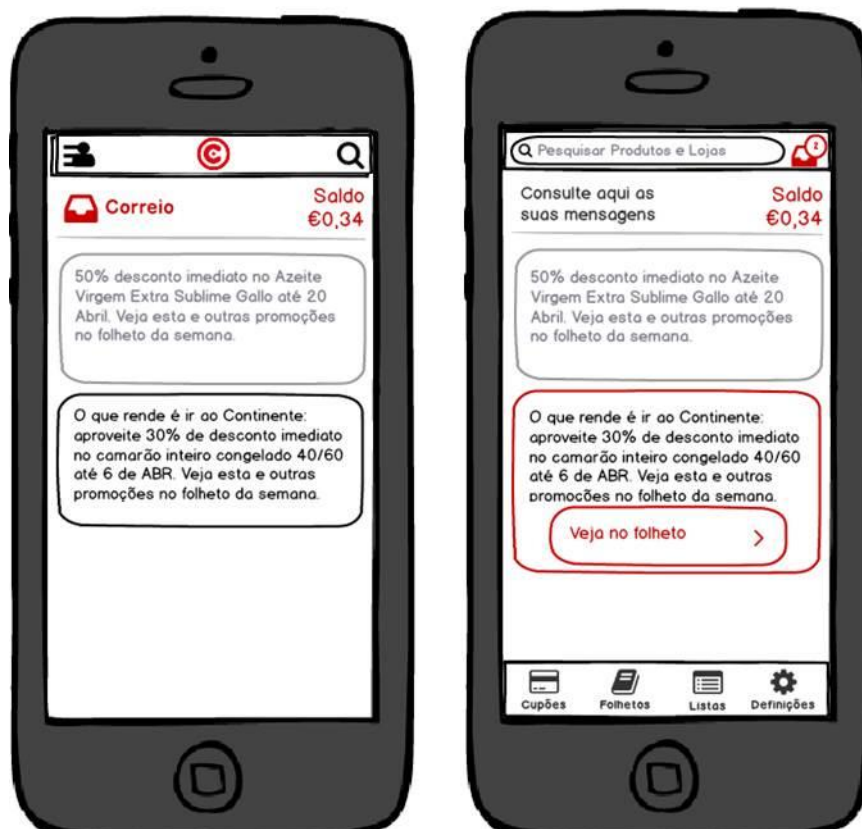 Correio
Saldo
€0,34
50% desconto imediato no Azeite
Virgem Extra Sublime Gallo até 20
Abril. Veja esta e outras promoções
no folheto da semana.
O que rende é ir ao Continente:
aproveite 30% de desconto imediato
no camarão inteiro congelado 40/60
até 6 de ABR. Veja esta e outras
promoções no folheto da semana.
Pesquisar Produtos e Lojas
2
Consulte aqui as
suas mensagens
Saldo
€0,34
50% desconto imediato no Azeite
Virgem Extra Sublime Gallo até 20
Abril. Veja esta e outras promoções
no folheto da semana.
O que rende é ir ao Continente:
aproveite 30% de desconto imediato
no camarão inteiro congelado 40/60
até 6 de ABR. Veja esta e outras
promoções no folheto da semana.
Veja no folheto
Cupões
Folhetos
Listas
Definições